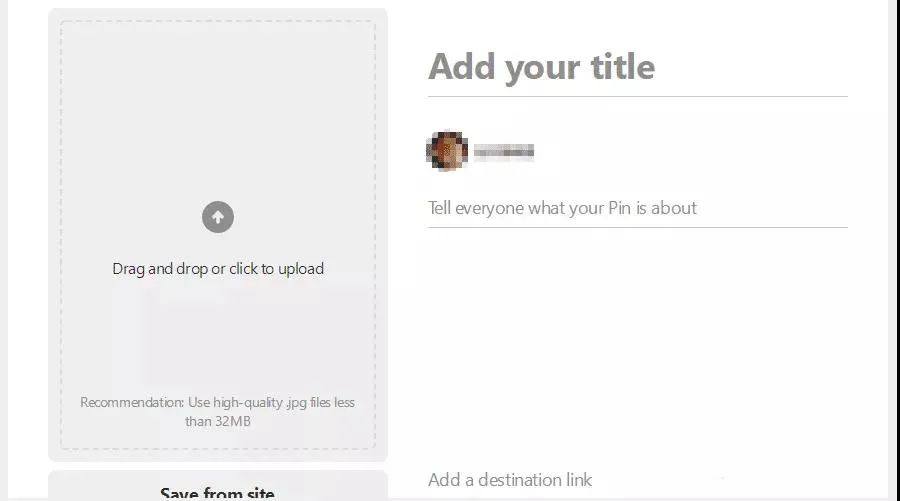 Add your title
Tell everyone what your Pin is about
Drag and drop or click to upload
Recommendation: Use high-quality .jpg files less
than 32MB
Add a destination link
Save from site